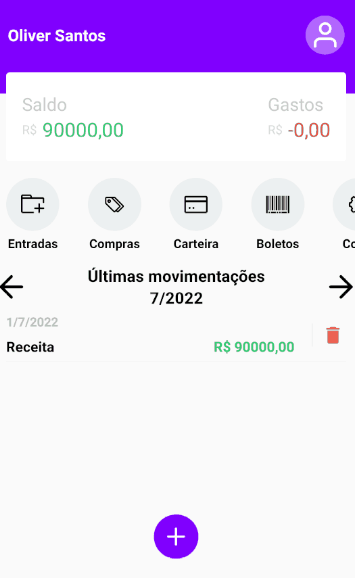 Oliver Santos
Saldo
Gastos
R$ 90000,00
R$ -0,00
Entradas
Compras
Carteira
Boletos
Co
Últimas movimentações
7/2022
1/7/2022
Receita
R$ 90000,00